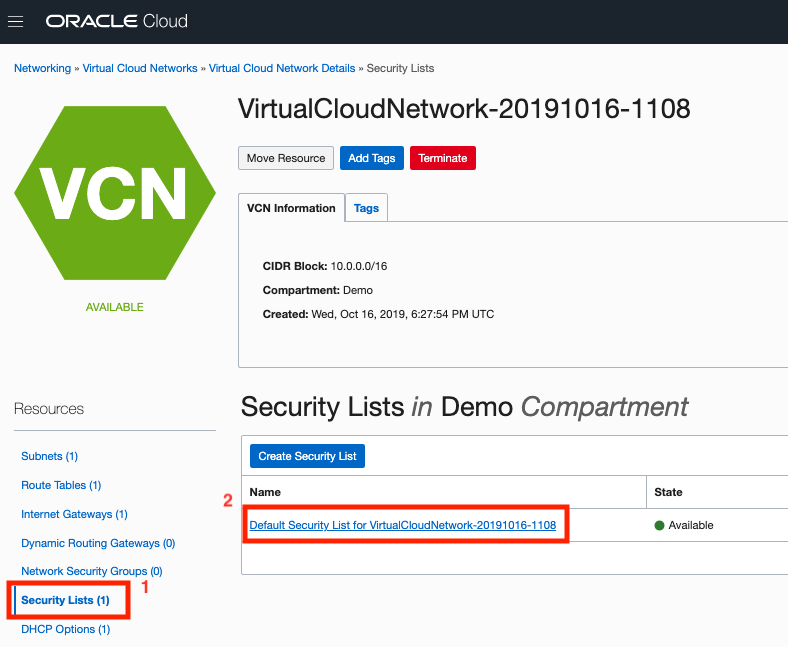 ORACLE Cloud
Networking » Virtual Cloud Networks » Virtual Cloud Network Details » Security Lists
VCN
AVAILABLE
VirtualCloudNetwork-20191016-1108
Move Resource Add Tags Terminate
VCN Information Tags
CIDR Block: 10.0.0.0/16
Compartment: Demo
Created: Wed, Oct 16, 2019, 6:27:54 PM UTC
Resources
Subnets (1)
Route Tables (1)
Internet Gateways (1)
Dynamic Routing Gateways (0)
Network Security Groups (0)
1
Security Lists (1)
DHCP Options (1)
Security Lists in Demo Compartment
Create Security List
Name State
2
Default Security List for VirtualCloudNetwork-20191016-1108 Available